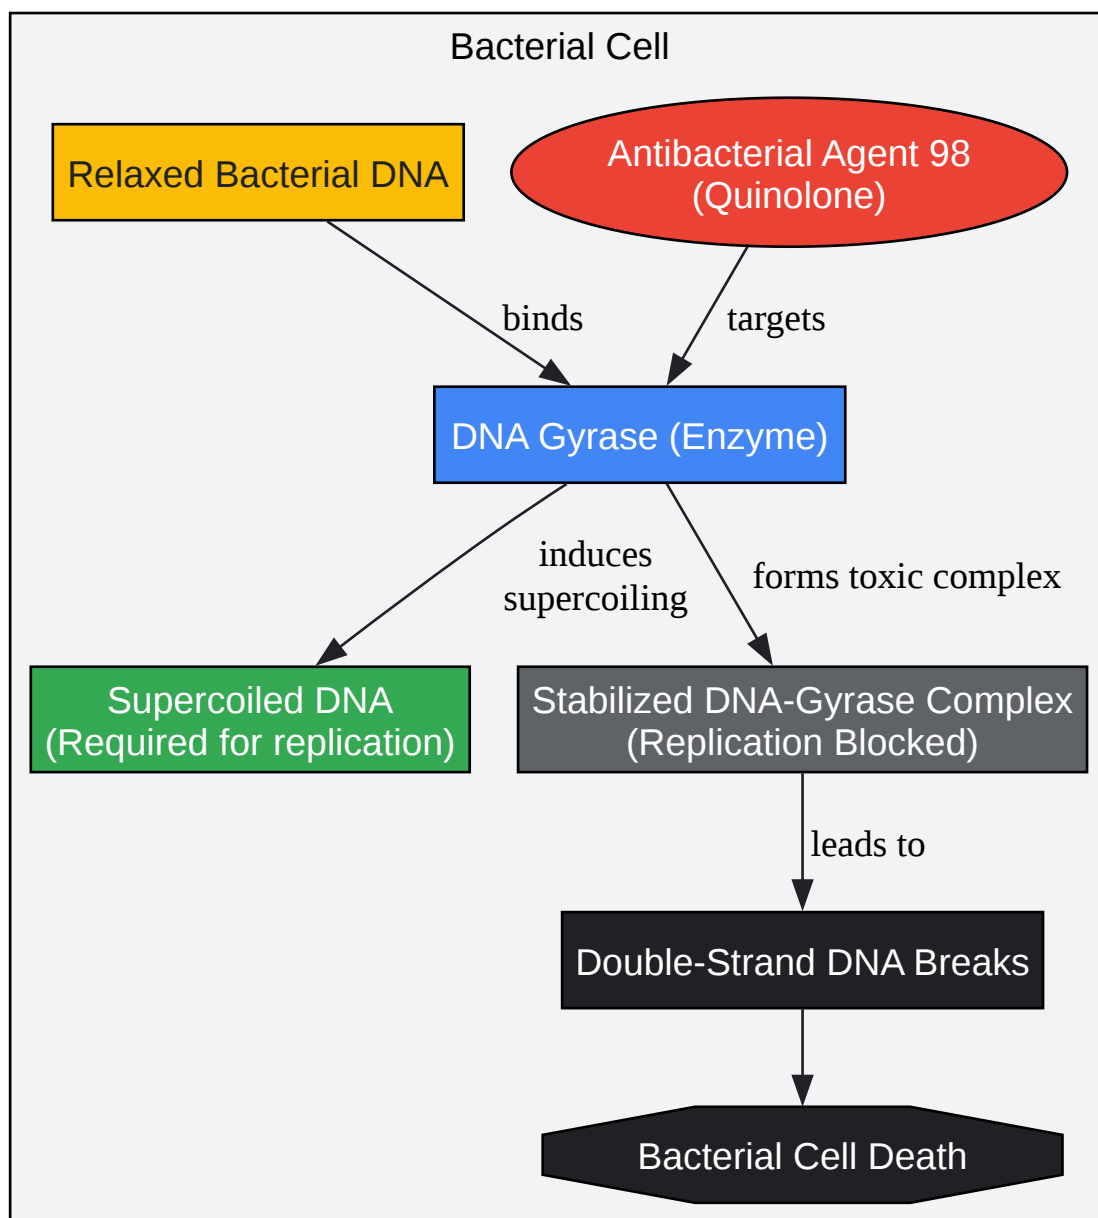 Bacterial Cell
Relaxed Bacterial DNA
Antibacterial Agent 98
(Quinolone)
binds
targets
DNA Gyrase (Enzyme)
induces
supercoiling
forms toxic complex
Supercoiled DNA
(Required for replication)
Stabilized DNA-Gyrase Complex
(Replication Blocked)
leads to
Double-Strand DNA Breaks
Bacterial Cell Death